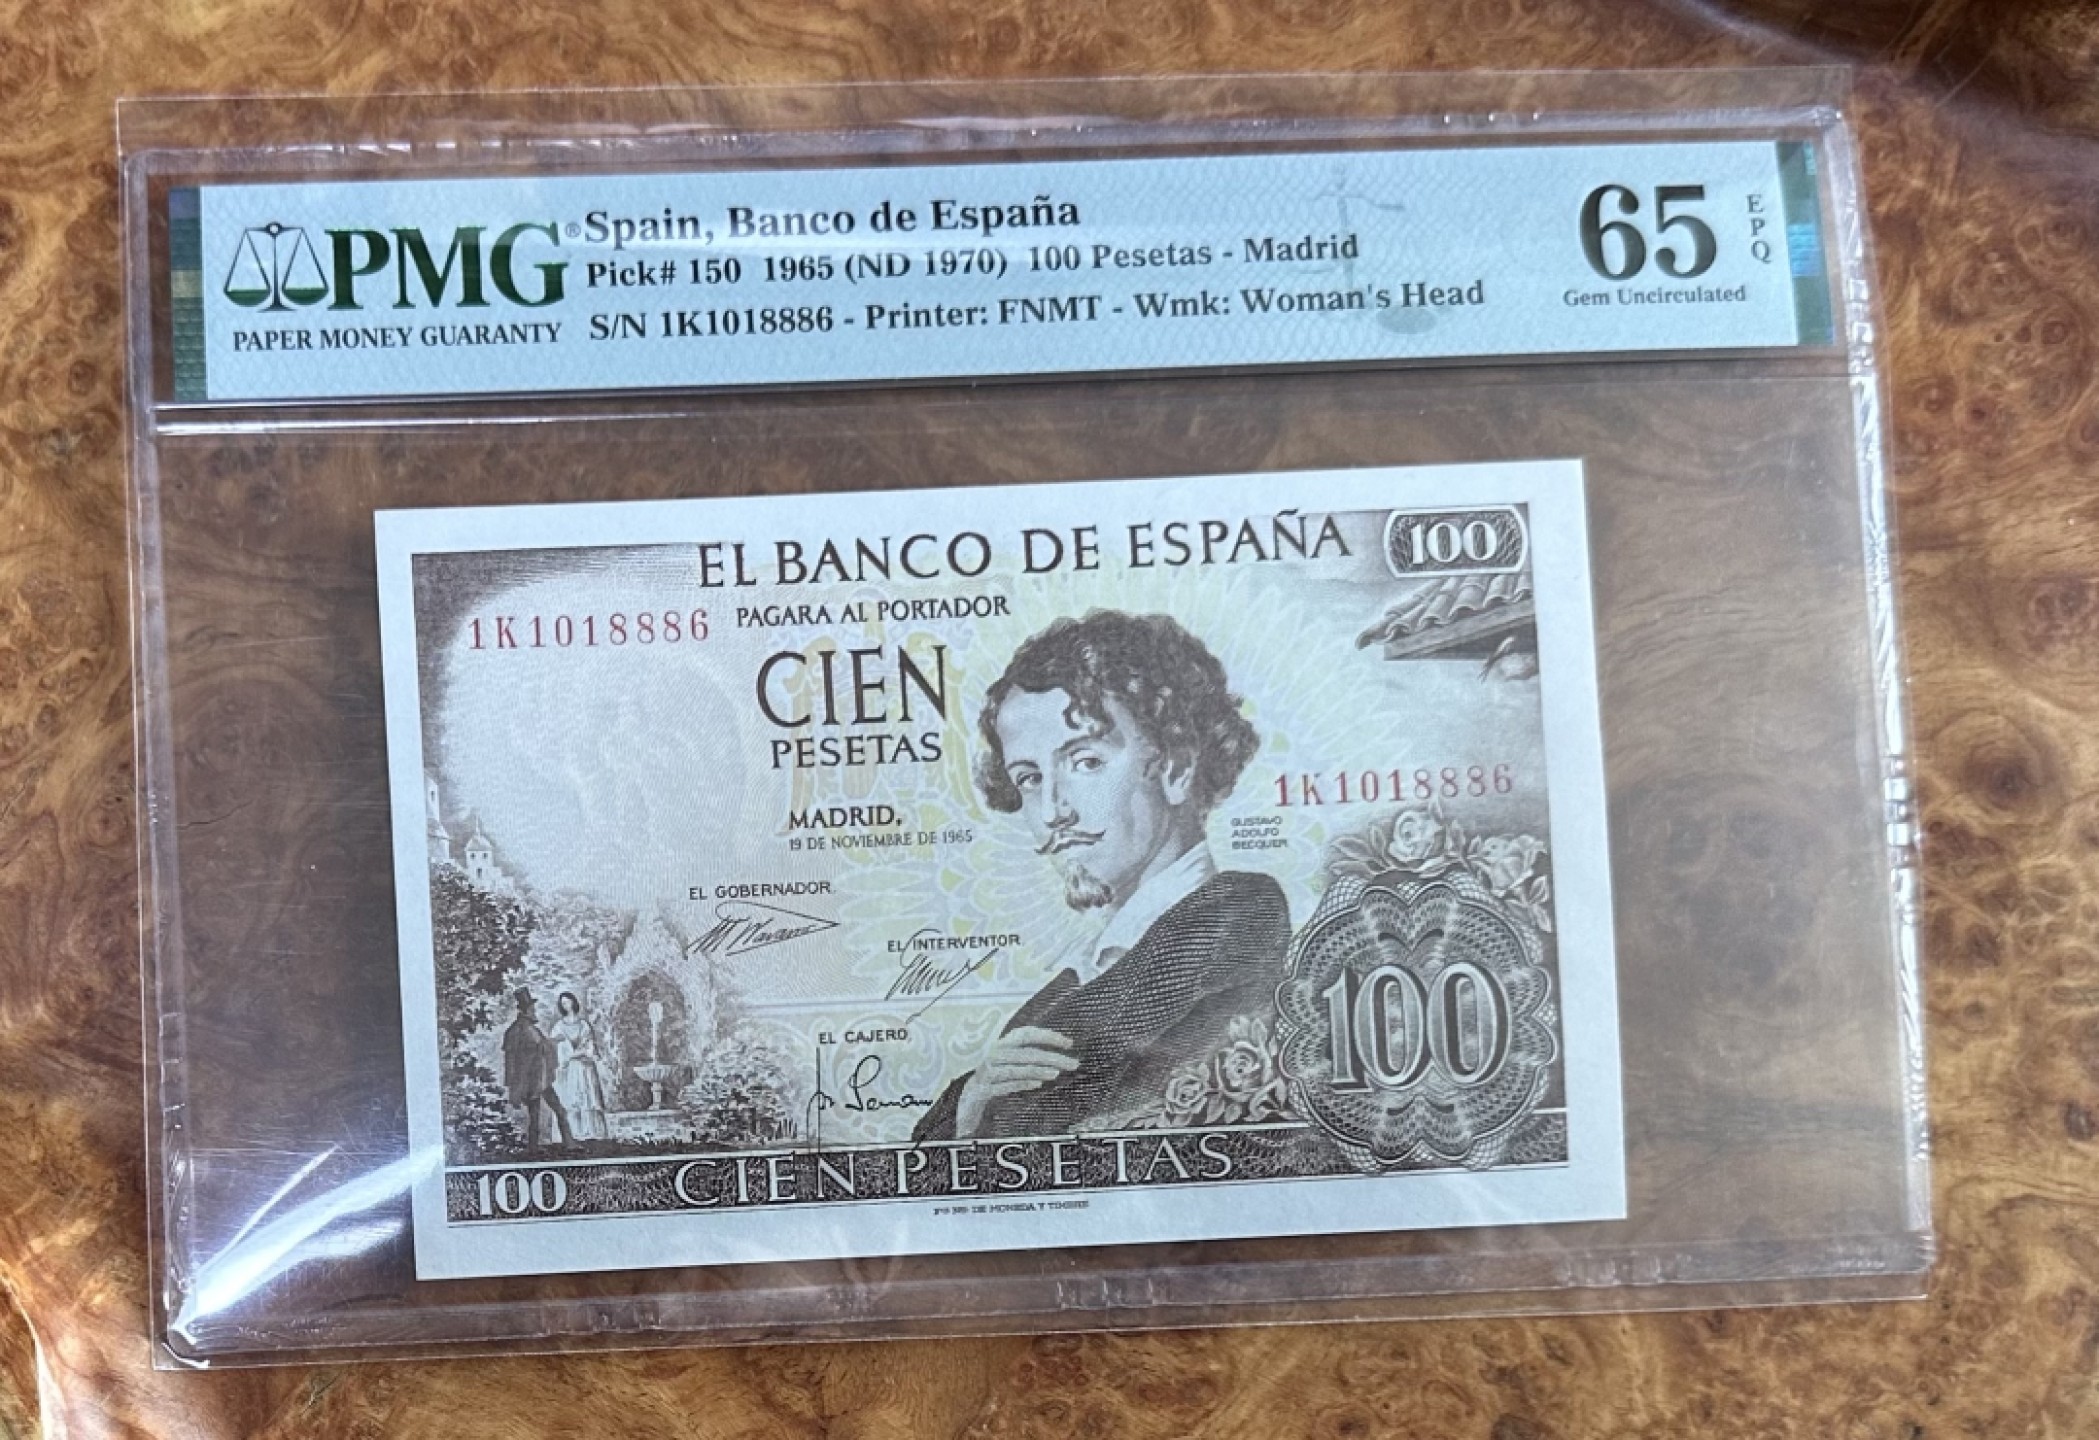 PMG®
PAPER MONEY GUARANTY
Spain, Banco de España
Pick# 150 1965 (ND 1970) 100 Pesetas - Madrid
S/N 1K1018886 - Printer: FNMT - Wmk: Woman's Head
65
EPQ
Gem Uncirculated
EL BANCO DE ESPAÑA
100
1K1018886
PAGARA AL PORTADOR
CIEN
PESETAS
1K1018886
MADRID,
19 DE NOVIEMBRE DE 1965
GUSTAVO
ADOLFO
BECQUER
EL GOBERNADOR,
EL INTERVENTOR,
EL CAJERO,
100
100
CIEN PESETAS
DE MONEDA Y TIMBRE